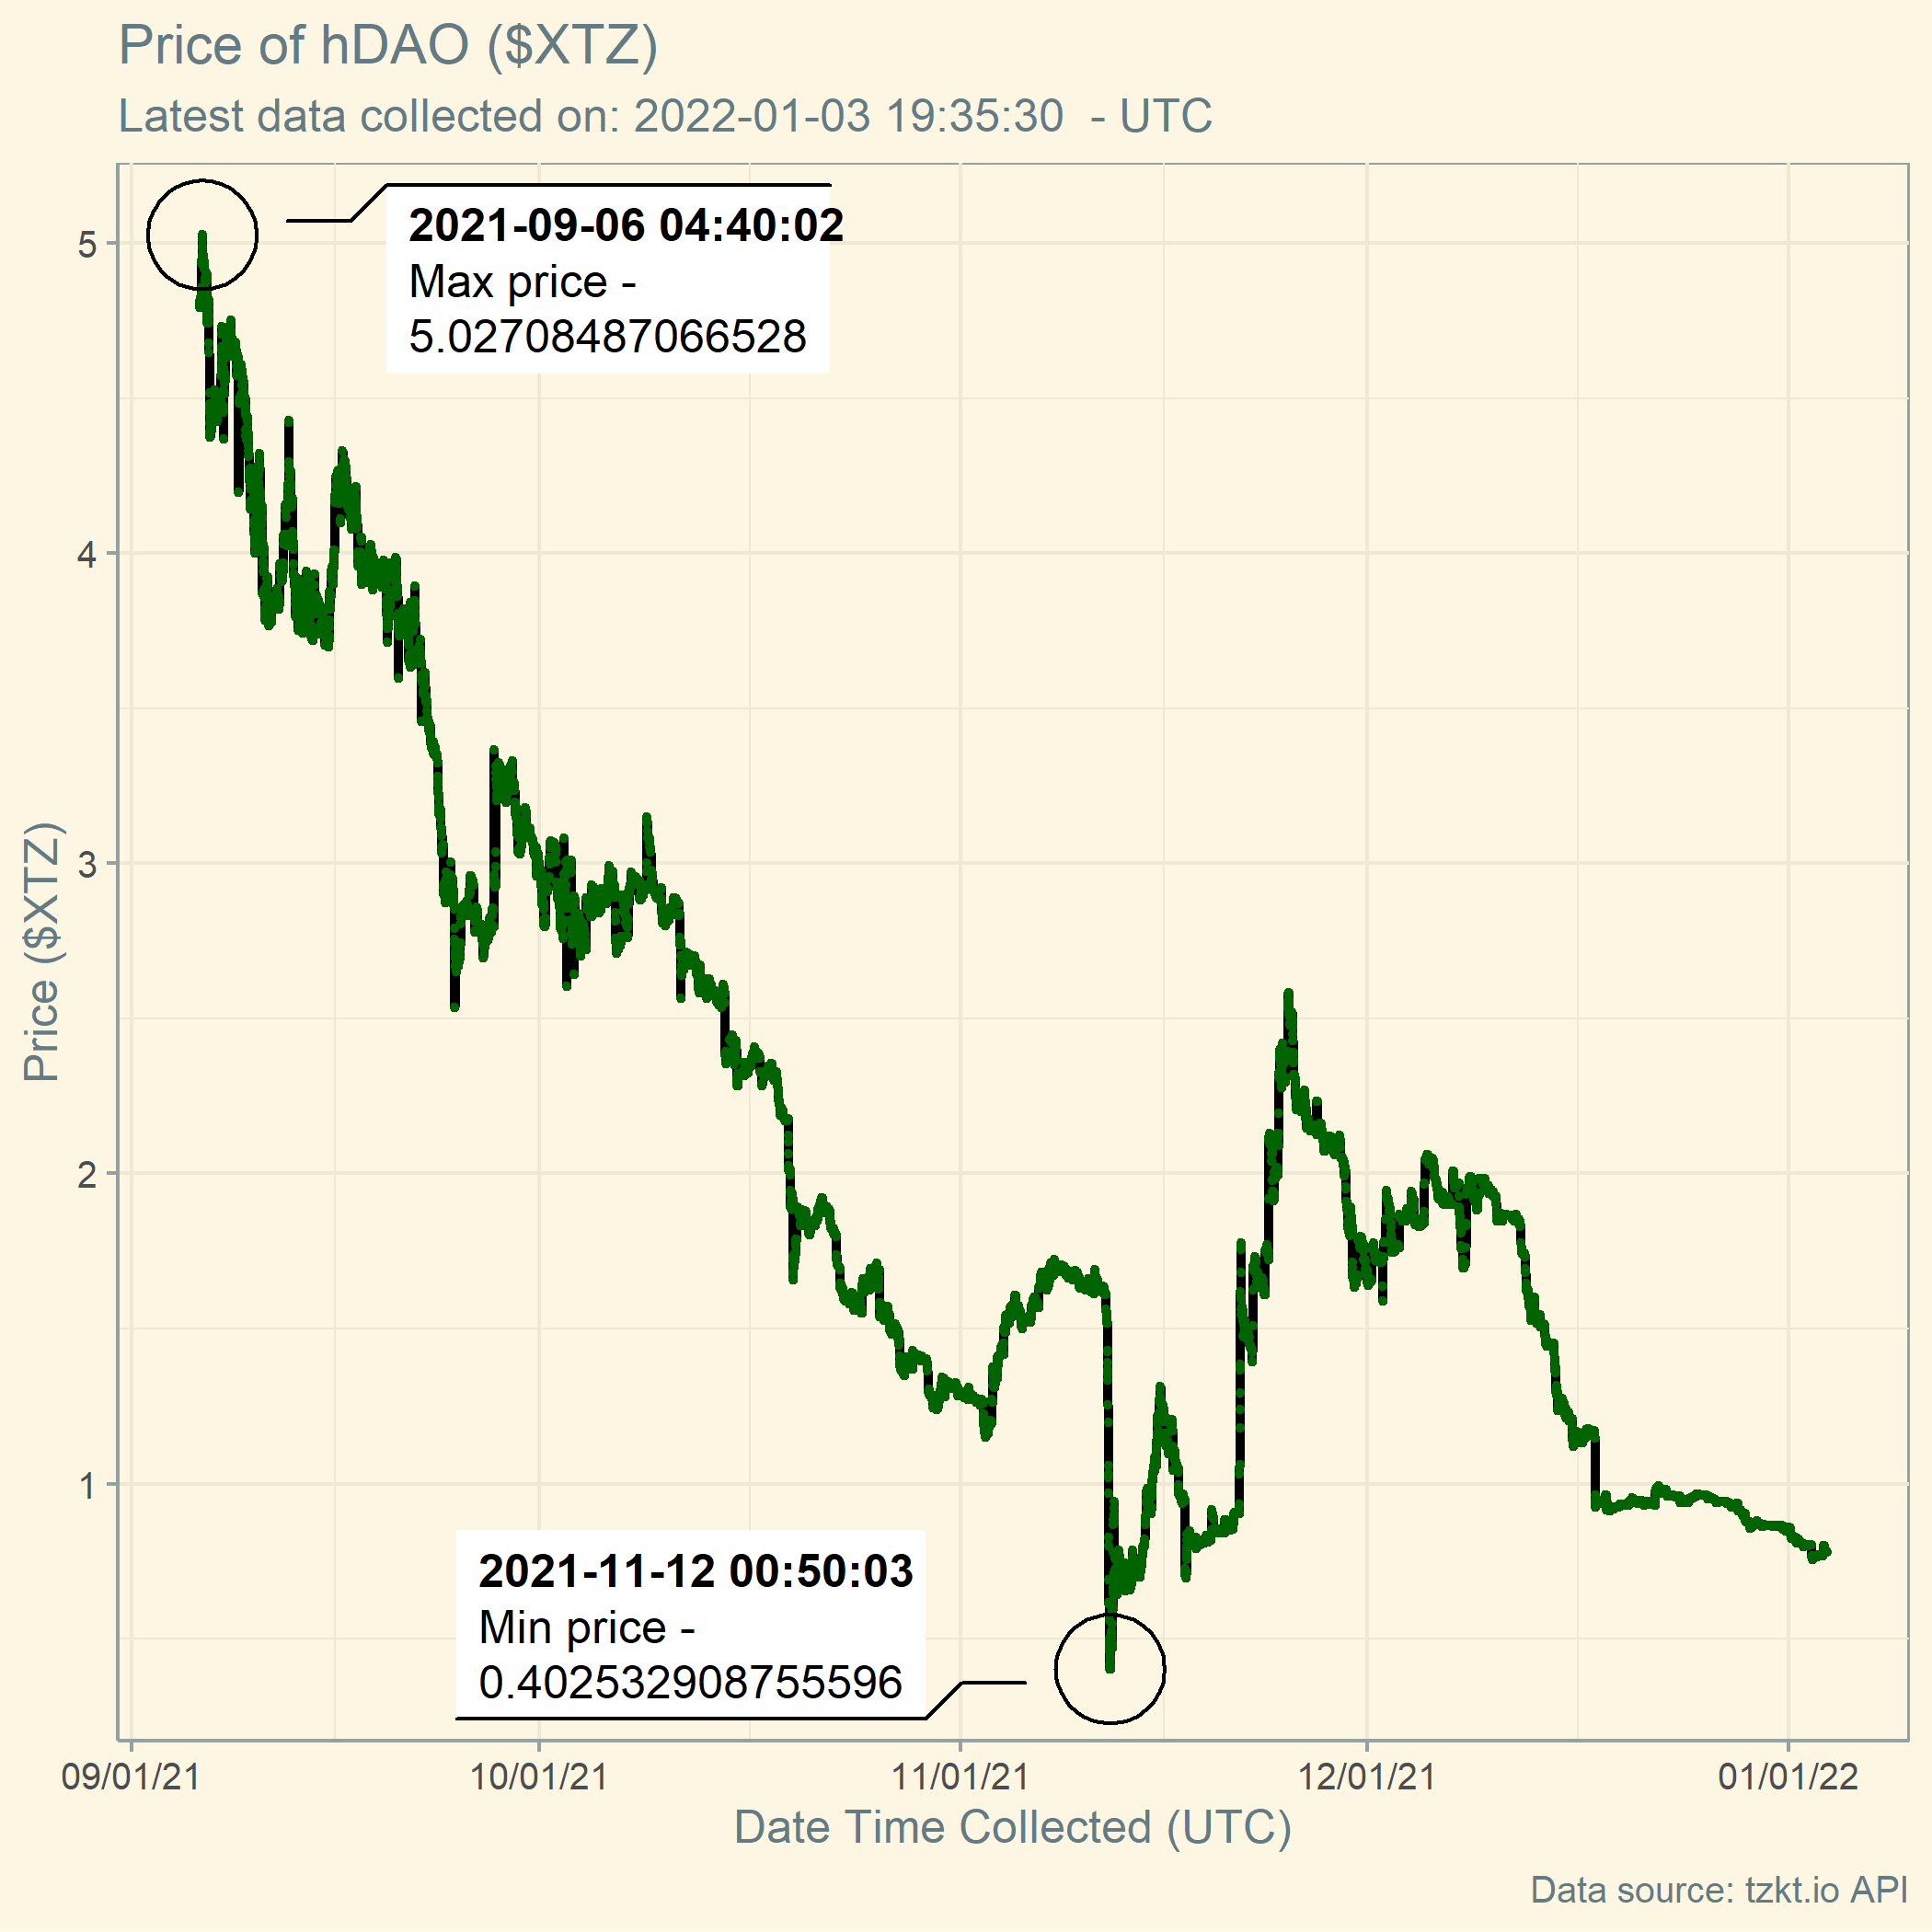 Price of hDAO ($XTZ)
Latest data collected on: 2022-01-03 19:35:30  - UTC
2021-09-06 04:40:02
Max price -
5.02708487066528
5
4
3
2
1
Price ($XTZ)
2021-11-12 00:50:03
Min price -
0.402532908755596
09/01/21 10/01/21 11/01/21 12/01/21 01/01/22
Date Time Collected (UTC)
Data source: tzkt.io API